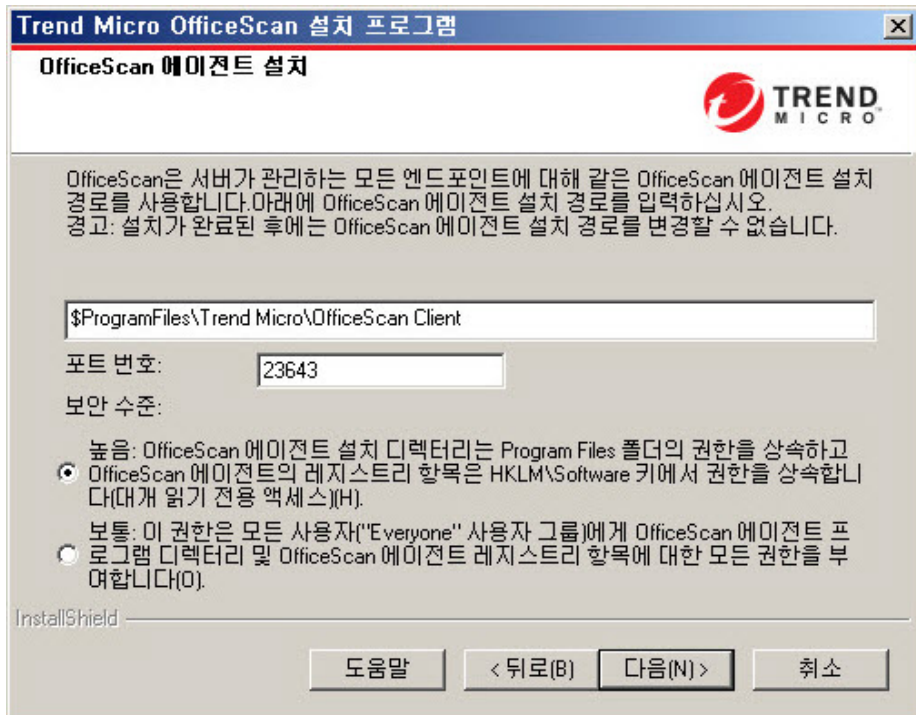 Trend Micro OfficeScan 설치 프로그램
OfficeScan 에이전트 설치
TREND
MICRO
OfficeScan은 서버가 관리하는 모든 엔드포인트에 대해 같은 OfficeScan 에이전트 설치
경로를 사용합니다.아래에 OfficeScan 에이전트 설치 경로를 입력하십시오.
경고: 설치가 완료된 후에는 OfficeScan 에이전트 설치 경로를 변경할 수 없습니다.
$ProgramFiles\Trend Micro\OfficeScan Client
포트 번호:
23643
보안 수준:
높음: OfficeScan 에이전트 설치 디렉터리는 Program Files 폴더의 권한을 상속하고
OfficeScan 에이전트의 레지스트리 항목은 HKLM\Software 키에서 권한을 상속합니
다(대개 읽기 전용 액세스)(H).
보통: 이 권한은 모든 사용자("Everyone" 사용자 그룹)에게 OfficeScan 에이전트 프
로그램 디렉터리 및 OfficeScan 에이전트 레지스트리 항목에 대한 모든 권한을 부
여합니다(O).
InstallShield
도움말
< 뒤로(B)
다음(N) >
취소